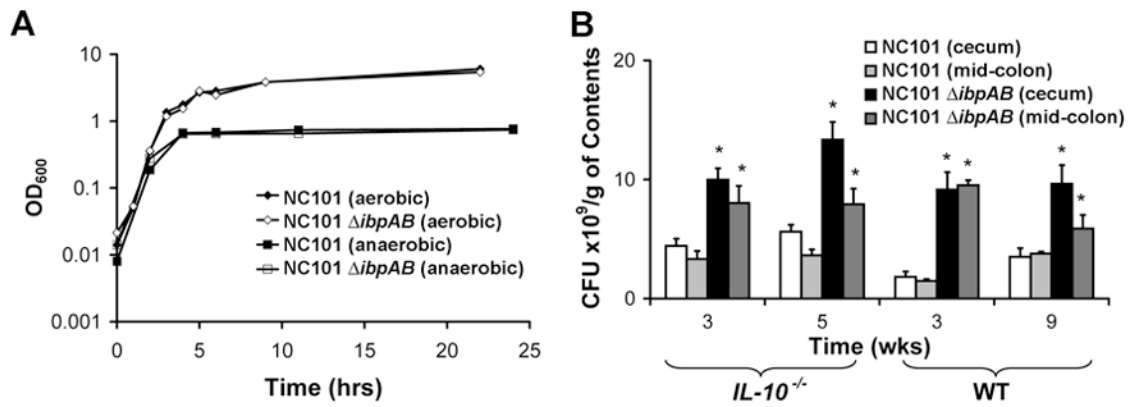 A
OD600
10
1
0.1
0.01
0.001
0
5
10
15
20
25
Time (hrs)
NC101 (aerobic)
NC101 ΔibpAB (aerobic)
NC101 (anaerobic)
NC101 ΔibpAB (anaerobic)
B
CFU x10⁹/g of Contents
20
10
0
NC101 (cecum)
NC101 (mid-colon)
NC101 ΔibpAB (cecum)
NC101 ΔibpAB (mid-colon)
* * * * * * * *
3 5 3 9
Time (wks)
IL-10⁻/⁻ WT